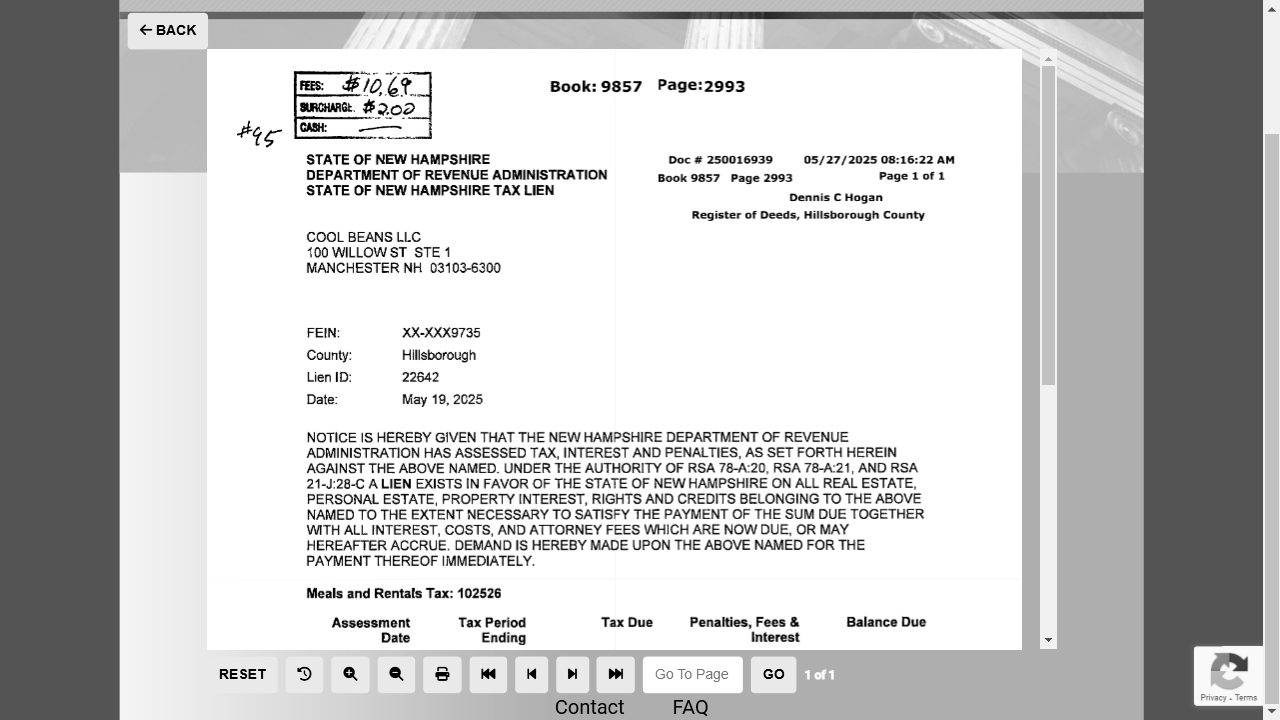 BACK
FEES: $10.69
SURCHARGE. $2.00
CASH:
#95
Book: 9857 Page:2993
STATE OF NEW HAMPSHIRE
DEPARTMENT OF REVENUE ADMINISTRATION
STATE OF NEW HAMPSHIRE TAX LIEN
Doc # 250016939 05/27/2025 08:16:22 AM
Book 9857 Page 2993 Page 1 of 1
Dennis C Hogan
Register of Deeds, Hillsborough County
COOL BEANS LLC
100 WILLOW ST STE 1
MANCHESTER NH 03103-6300
FEIN: XX-XXX9735
County: Hillsborough
Lien ID: 22642
Date: May 19, 2025
NOTICE IS HEREBY GIVEN THAT THE NEW HAMPSHIRE DEPARTMENT OF REVENUE
ADMINISTRATION HAS ASSESSED TAX, INTEREST AND PENALTIES, AS SET FORTH HEREIN
AGAINST THE ABOVE NAMED. UNDER THE AUTHORITY OF RSA 78-A:20, RSA 78-A:21, AND RSA
21-J:28-C A LIEN EXISTS IN FAVOR OF THE STATE OF NEW HAMPSHIRE ON ALL REAL ESTATE,
PERSONAL ESTATE, PROPERTY INTEREST, RIGHTS AND CREDITS BELONGING TO THE ABOVE
NAMED TO THE EXTENT NECESSARY TO SATISFY THE PAYMENT OF THE SUM DUE TOGETHER
WITH ALL INTEREST, COSTS, AND ATTORNEY FEES WHICH ARE NOW DUE, OR MAY
HEREAFTER ACCRUE. DEMAND IS HEREBY MADE UPON THE ABOVE NAMED FOR THE
PAYMENT THEREOF IMMEDIATELY.
Meals and Rentals Tax: 102526
Assessment Tax Period Tax Due Penalties, Fees & Balance Due
Date Ending Interest
RESET Go To Page GO 1 of 1
Privacy - Terms
Contact FAQ